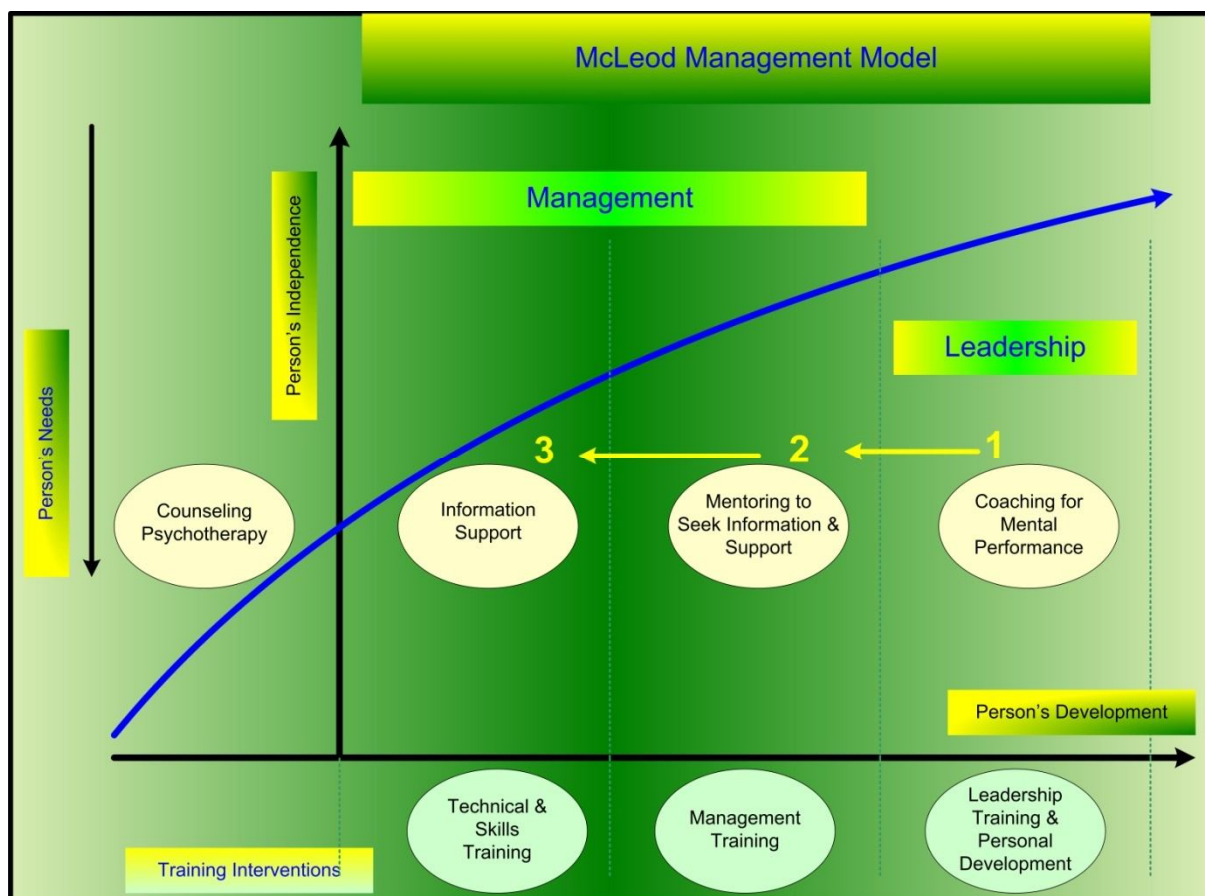 McLeod Management Model
Management
Person's Independence
Person's Needs
Leadership
3
2
1
Counseling
Psychotherapy
Information
Support
Mentoring to
Seek Information &
Support
Coaching for
Mental
Performance
Person's Development
Technical &
Skills
Training
Management
Training
Leadership
Training &
Personal
Development
Training Interventions